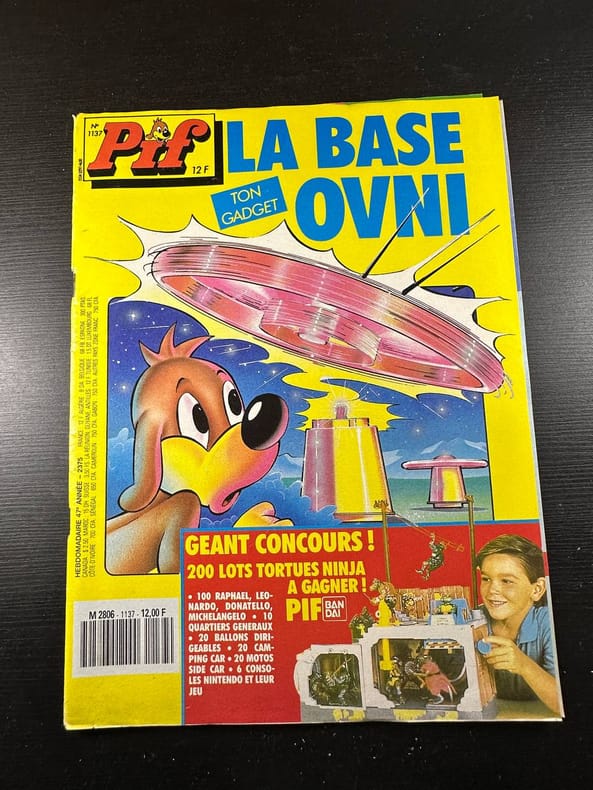 N°
1137
Pif
12 F
LA BASE
OVNI
TON
GADGET
HEBDOMADAIRE 47e ANNÉE – 2375
GEANT CONCOURS !
200 LOTS TORTUES NINJA
A GAGNER !
PIF BAN
DAI
• 100 RAPHAEL, LEO-
NARDO, DONATELLO,
MICHELANGELO • 10
QUARTIERS GENERAUX
• 20 BALLONS DIRI-
GEABLES • 20 CAM-
PING CAR • 20 MOTOS
SIDE CAR • 6 CONSO-
LES NINTENDO ET LEUR
JEU
M 2806 - 1137 - 12,00 F